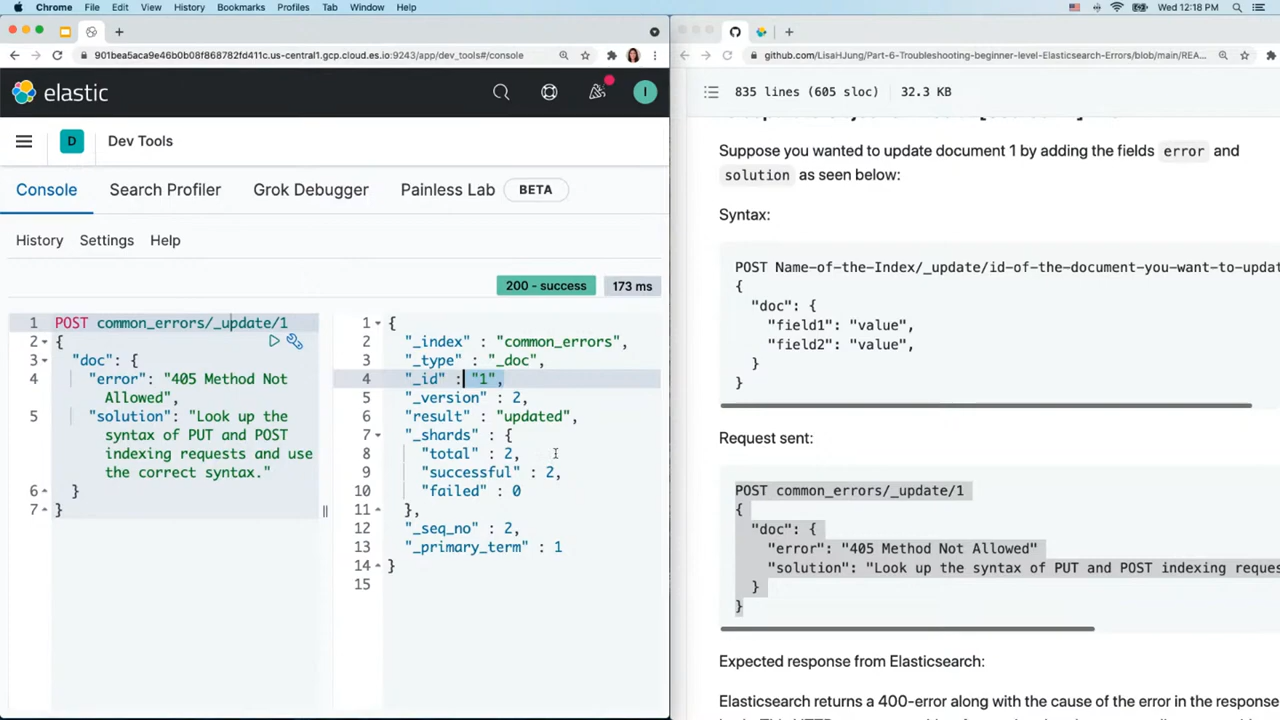 Chrome File Edit View History Bookmarks Profiles Tab Window Help
Wed 12:18 PM
901bea5aca9e46b0b08f868782fd411c.us-central1.gcp.cloud.es.io:9243/app/dev_tools#/console
elastic
I
D Dev Tools
Console Search Profiler Grok Debugger Painless Lab BETA
History Settings Help
200 - success 173 ms
1 POST common_errors/_update/1
2 {
3 "doc": {
4 "error": "405 Method Not
Allowed",
5 "solution": "Look up the
syntax of PUT and POST
indexing requests and use
the correct syntax."
6 }
7 }
1 {
2 "_index" : "common_errors",
3 "_type" : "_doc",
4 "_id" : "1",
5 "_version" : 2,
6 "result" : "updated",
7 "_shards" : {
8 "total" : 2,
9 "successful" : 2,
10 "failed" : 0
11 },
12 "_seq_no" : 2,
13 "_primary_term" : 1
14 }
15
github.com/LisaHJung/Part-6-Troubleshooting-beginner-level-Elasticsearch-Errors/blob/main/REA...
835 lines (605 sloc) 32.3 KB
Suppose you wanted to update document 1 by adding the fields error and
solution as seen below:
Syntax:
POST Name-of-the-Index/_update/id-of-the-document-you-want-to-updat
{
"doc": {
"field1": "value",
"field2": "value",
}
}
Request sent:
POST common_errors/_update/1
{
"doc": {
"error": "405 Method Not Allowed"
"solution": "Look up the syntax of PUT and POST indexing reques
}
}
Expected response from Elasticsearch:
Elasticsearch returns a 400-error along with the cause of the error in the response